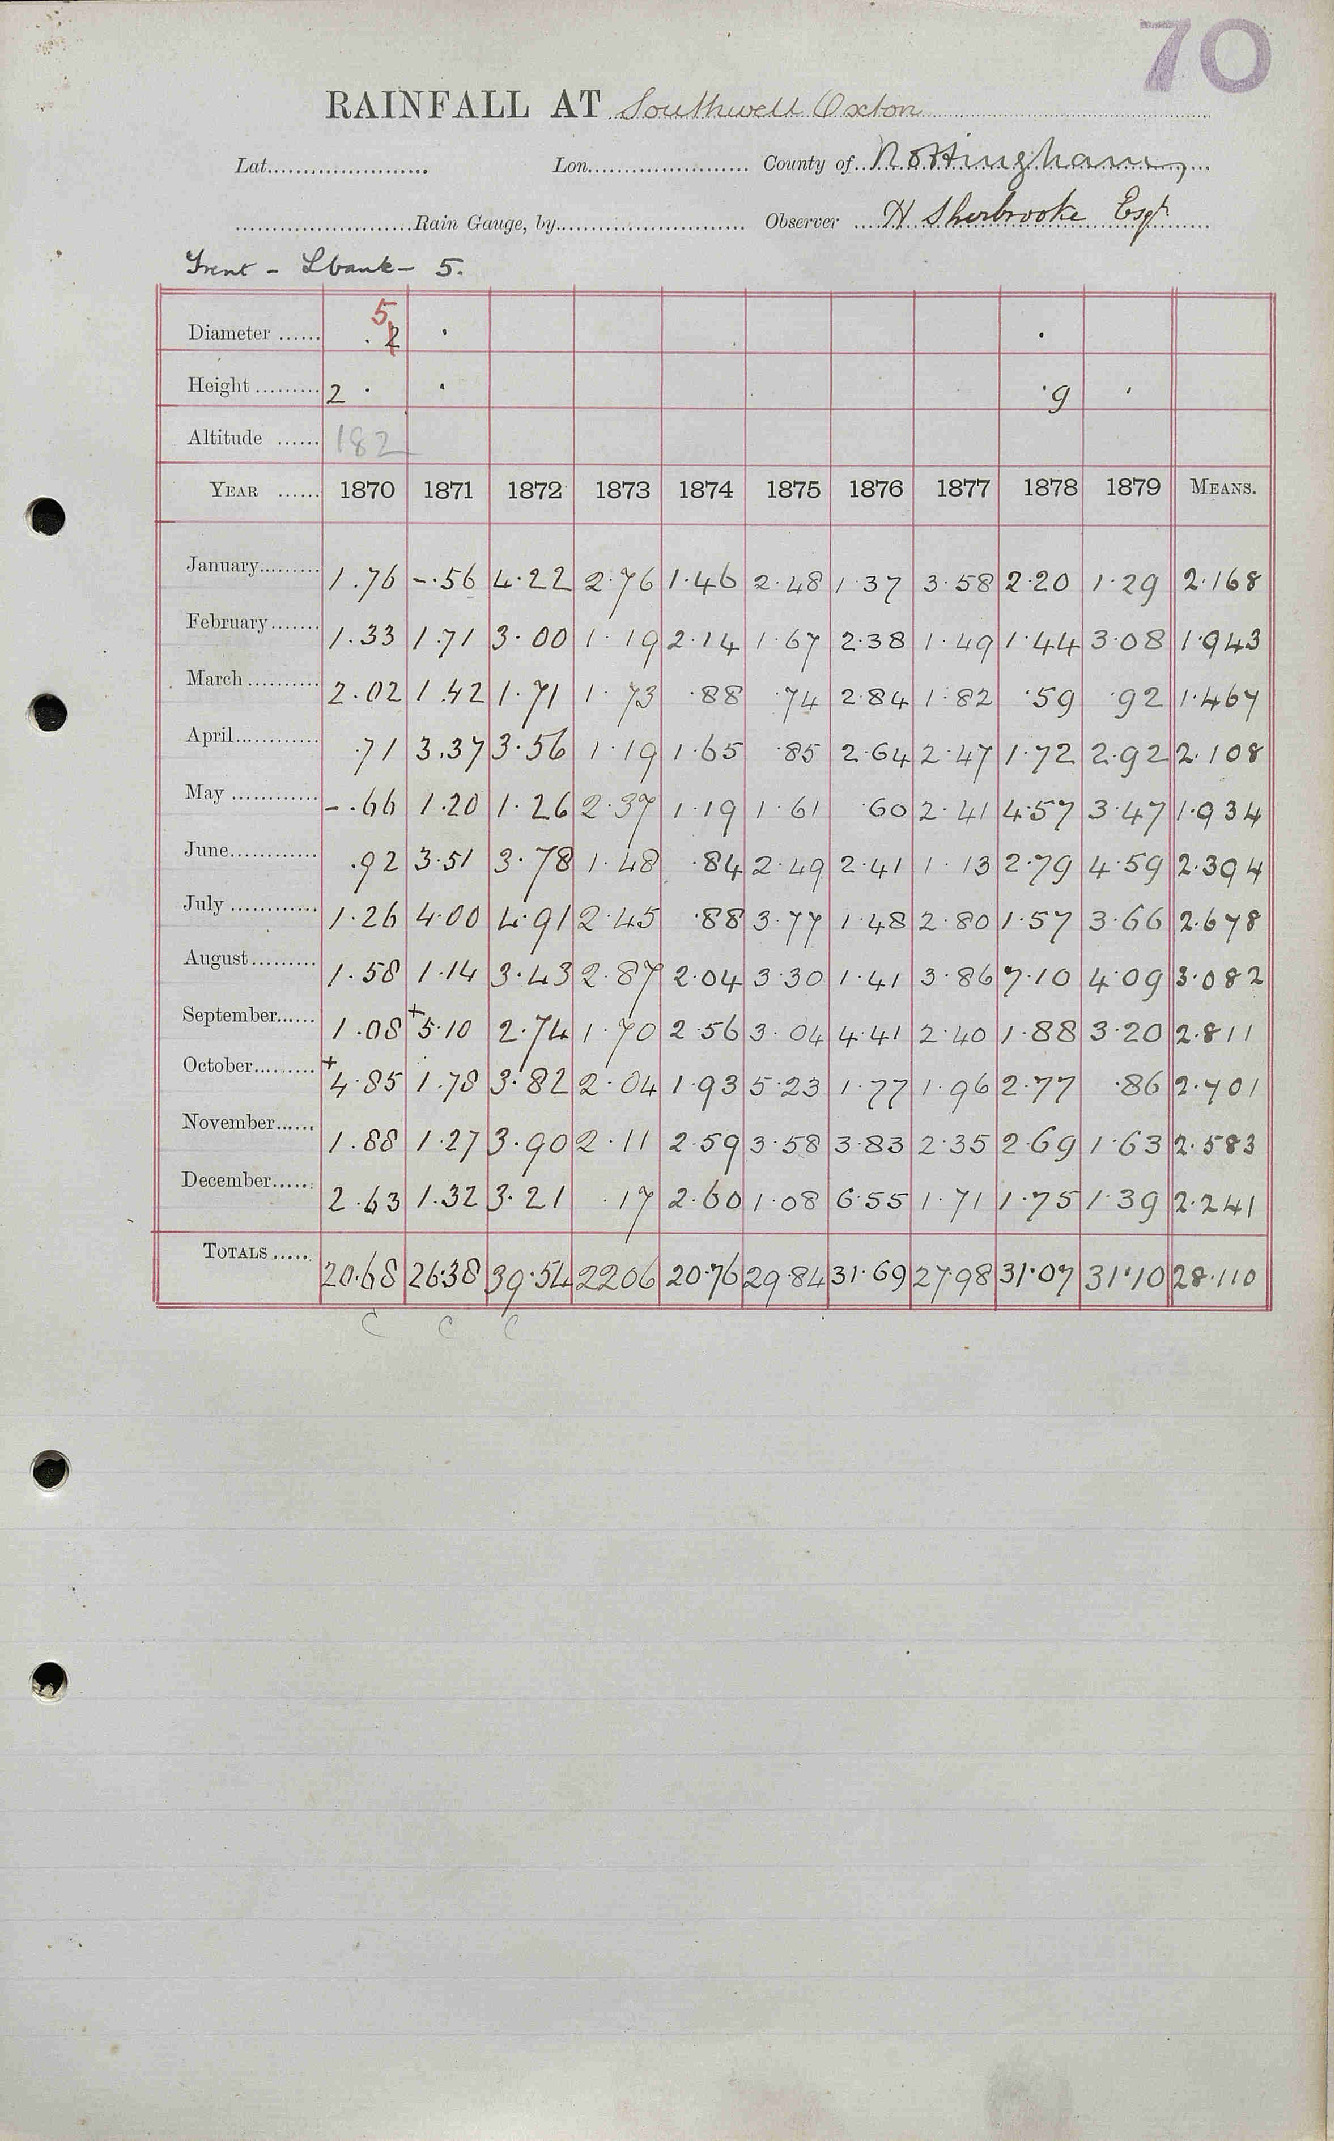 70
RAINFALL AT Southwell Oxton
Lat. Lon. County of Nottingham
Rain Gauge, by Observer H Sherbrooke Esqr
Trent - Lbank - 5.
Diameter ...... 5 . 2 · ·
Height ......... 2 · · ·9 ·
Altitude ...... 182
YEAR ...... 1870 1871 1872 1873 1874 1875 1876 1877 1878 1879 MEANS.
January......... 1.76 -.56 4.22 2.76 1.46 2.48 1.37 3.58 2.20 1.29 2.168
February....... 1.33 1.71 3.00 1.19 2.14 1.67 2.38 1.49 1.44 3.08 1.943
March .......... 2.02 1.42 1.71 1.73 .88 .74 2.84 1.82 .59 .92 1.467
April............ .71 3.37 3.56 1.19 1.65 .85 2.64 2.47 1.72 2.92 2.108
May ............ -.66 1.20 1.26 2.37 1.19 1.61 .60 2.41 4.57 3.47 1.934
June............ .92 3.51 3.78 1.48 .84 2.49 2.41 1.13 2.79 4.59 2.394
July ............ 1.26 4.00 4.91 2.45 .88 3.77 1.48 2.80 1.57 3.66 2.678
August......... 1.58 1.14 3.43 2.87 2.04 3.30 1.41 3.86 7.10 4.09 3.082
September...... 1.08 +5.10 2.74 1.70 2.56 3.04 4.41 2.40 1.88 3.20 2.811
October......... +4.85 1.78 3.82 2.04 1.93 5.23 1.77 1.96 2.77 .86 2.701
November...... 1.88 1.27 3.90 2.11 2.59 3.58 3.83 2.35 2.69 1.63 2.583
December...... 2.63 1.32 3.21 .17 2.60 1.08 6.55 1.71 1.75 1.39 2.241
TOTALS ..... 20.68 26.38 39.54 22.06 20.76 29.84 31.69 27.98 31.07 31.10 28.110
C C C